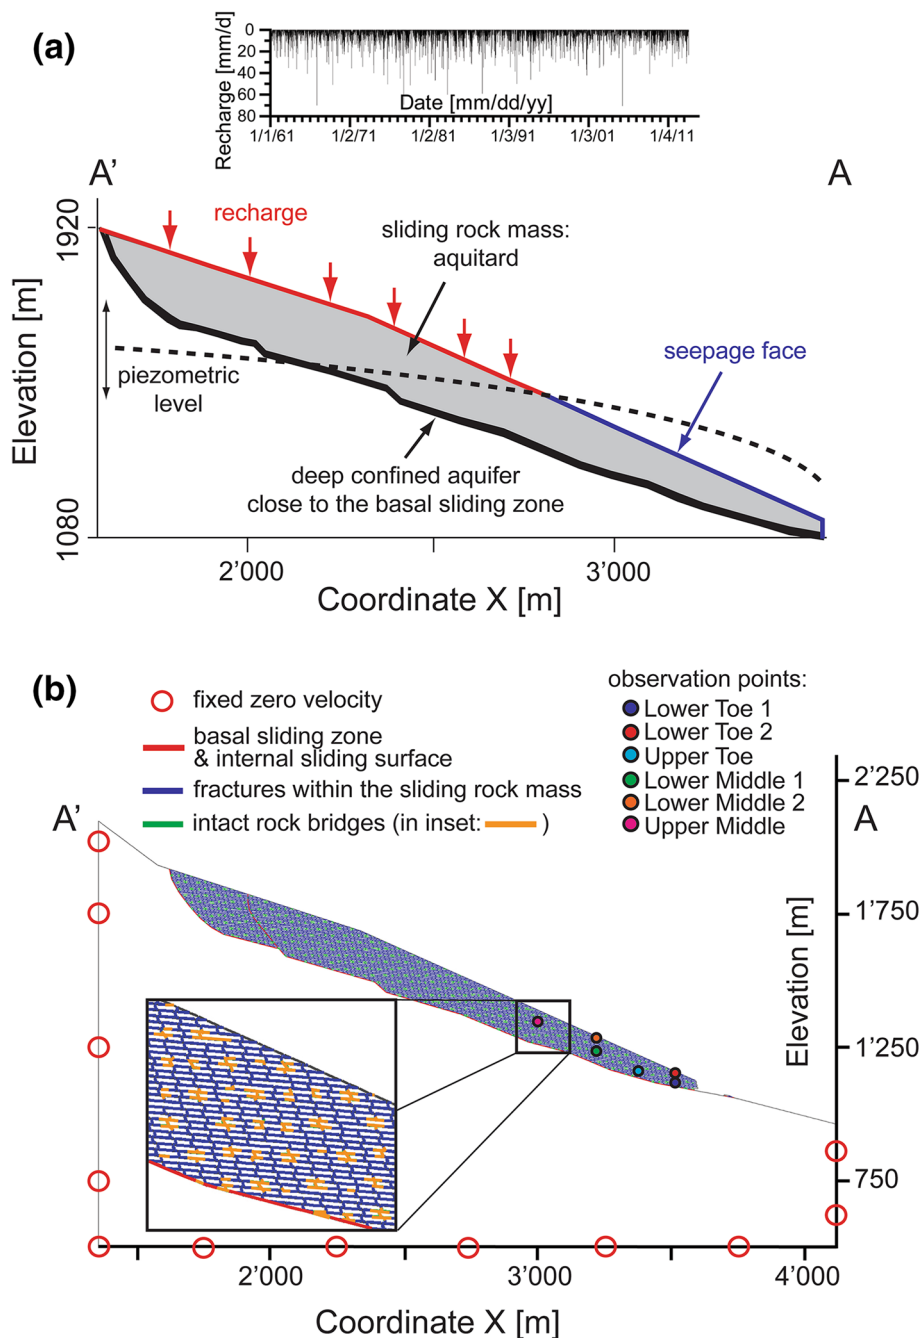 (a)
Recharge [mm/d]
0
20
40
60
80
Date [mm/dd/yy]
1/1/61
1/2/71
1/2/81
1/3/91
1/3/01
1/4/11
A’
A
1920
recharge
sliding rock mass:
aquitard
Elevation [m]
seepage face
piezometric
level
deep confined aquifer
close to the basal sliding zone
1080
2’000
3’000
Coordinate X [m]
(b)
fixed zero velocity
basal sliding zone
& internal sliding surface
fractures within the sliding rock mass
intact rock bridges (in inset: )
observation points:
Lower Toe 1
Lower Toe 2
Upper Toe
Lower Middle 1
Lower Middle 2
Upper Middle
A’
A
2’250
1’750
1’250
750
Elevation [m]
2’000
3’000
4’000
Coordinate X [m]